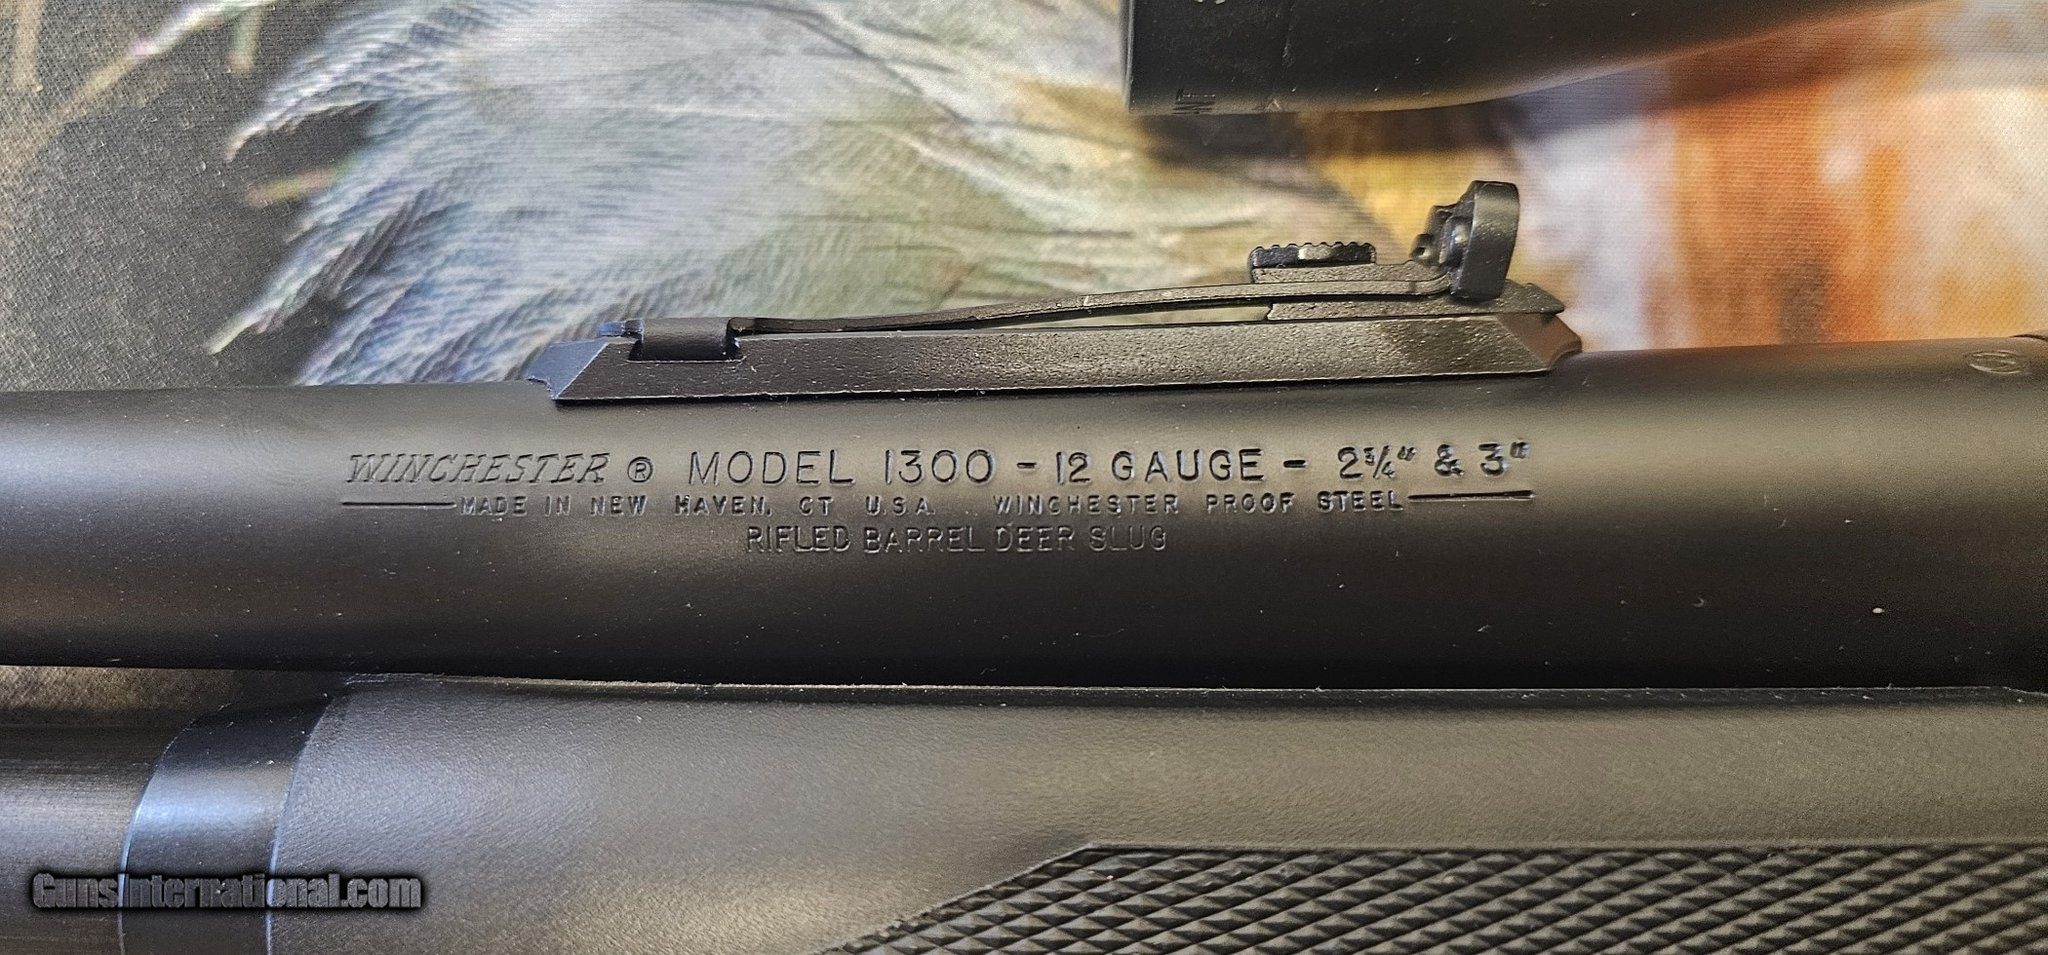 WINCHESTER ® MODEL 1300 - 12 GAUGE - 2¾" & 3"
MADE IN NEW HAVEN, CT U.S.A. WINCHESTER PROOF STEEL
RIFLED BARREL DEER SLUG
GunsInternational.com